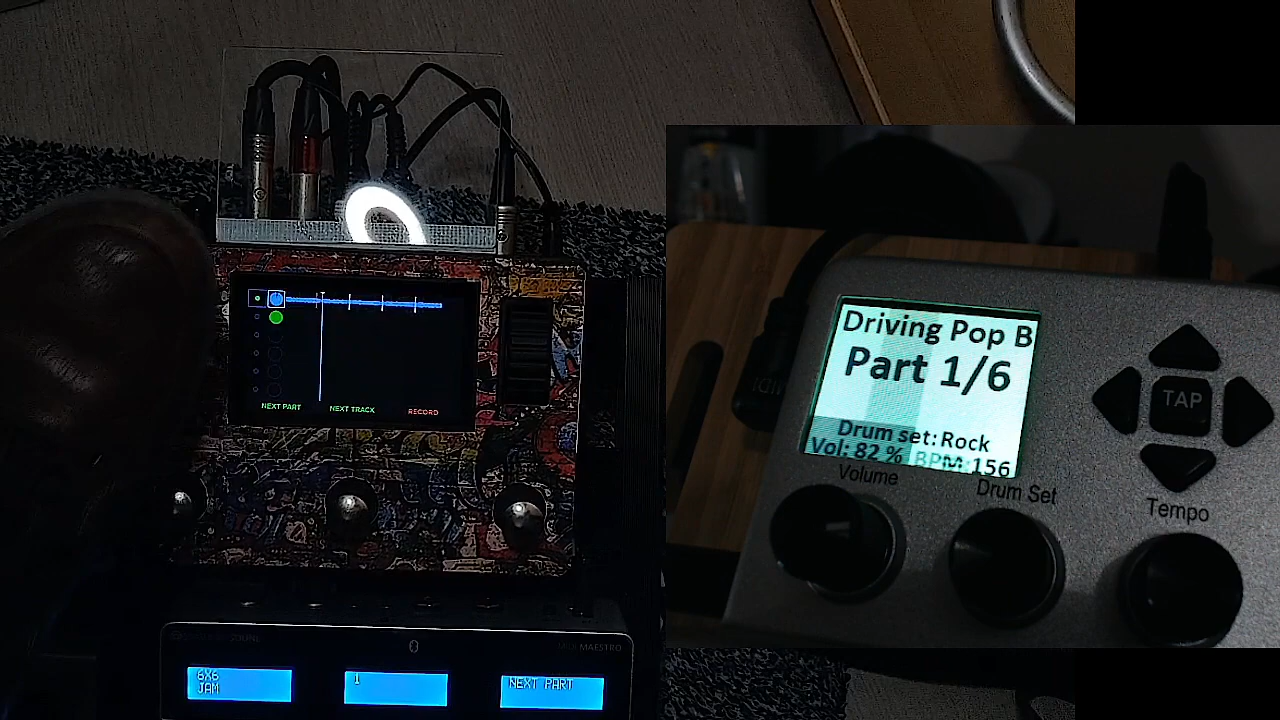 NEXT PART
NEXT TRACK
RECORD
MAESTRO
6X6
JAM
1
NEXT PART
Driving Pop B
Part 1/6
Drum set: Rock
Vol: 82 % BPM: 156
Volume
Drum Set
TAP
Tempo